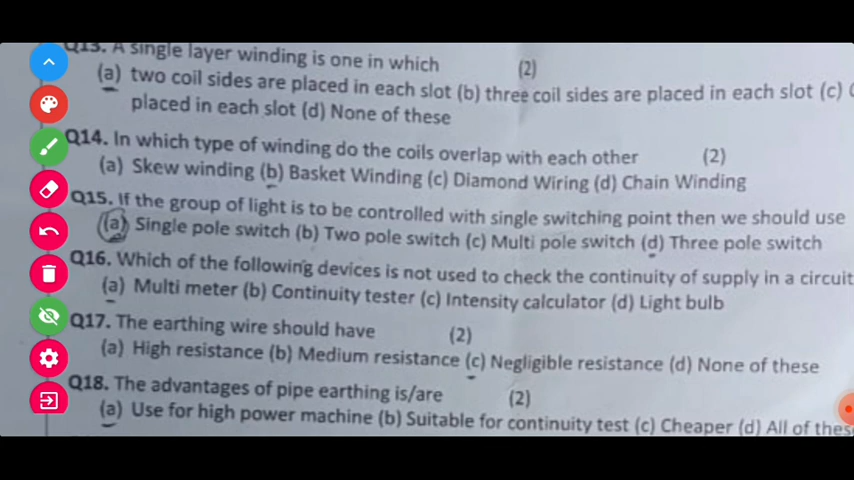 Q13. A single layer winding is one in which (2)
(a) two coil sides are placed in each slot (b) three coil sides are placed in each slot (c)
placed in each slot (d) None of these
Q14. In which type of winding do the coils overlap with each other (2)
(a) Skew winding (b) Basket Winding (c) Diamond Wiring (d) Chain Winding
Q15. If the group of light is to be controlled with single switching point then we should use
(a) Single pole switch (b) Two pole switch (c) Multi pole switch (d) Three pole switch
Q16. Which of the following devices is not used to check the continuity of supply in a circuit
(a) Multi meter (b) Continuity tester (c) Intensity calculator (d) Light bulb
Q17. The earthing wire should have (2)
(a) High resistance (b) Medium resistance (c) Negligible resistance (d) None of these
Q18. The advantages of pipe earthing is/are (2)
(a) Use for high power machine (b) Suitable for continuity test (c) Cheaper (d) All of thes